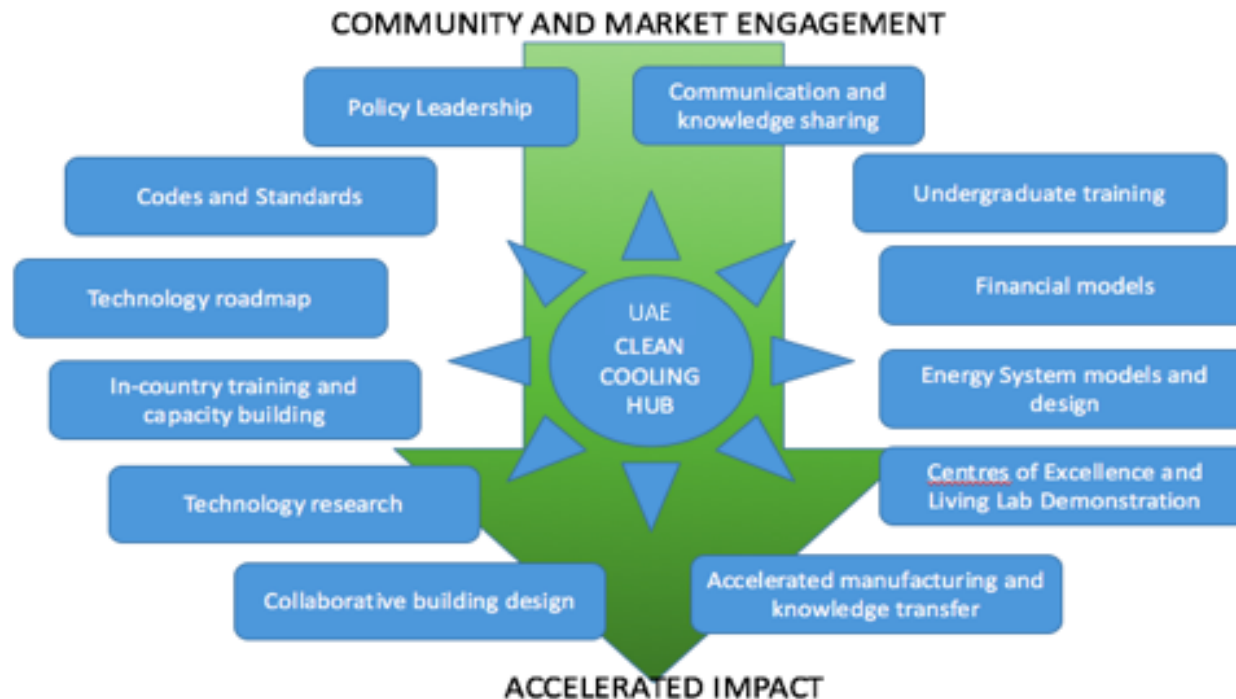 COMMUNITY AND MARKET ENGAGEMENT
Policy Leadership
Communication and
knowledge sharing
Codes and Standards
Undergraduate training
Technology roadmap
Financial models
UAE
CLEAN
COOLING
HUB
In-country training and
capacity building
Energy System models and
design
Technology research
Centres of Excellence and
Living Lab Demonstration
Collaborative building design
Accelerated manufacturing and
knowledge transfer
ACCELERATED IMPACT